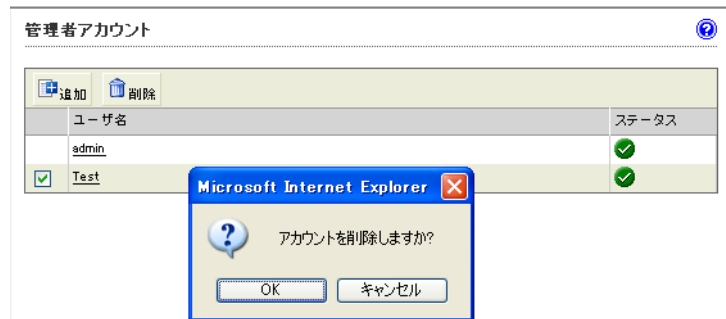 管理者アカウント
追加 削除
ユーザ名 ステータス
admin
Test
Microsoft Internet Explorer
アカウントを削除しますか?
OK キャンセル